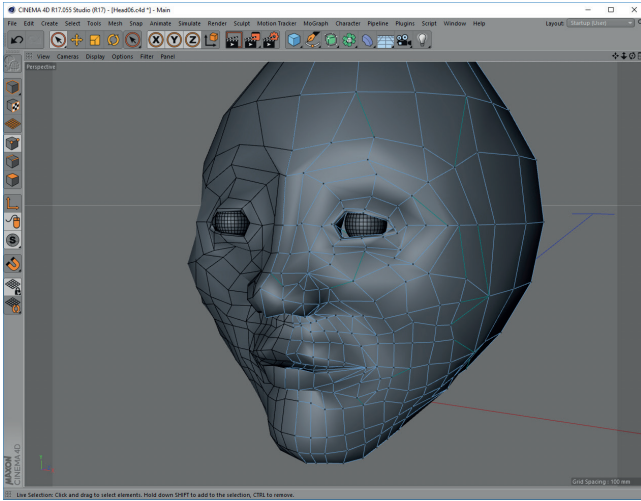 CINEMA 4D R17.055 Studio (R17) - [Head06.c4d *] - Main
File Edit Create Select Tools Mesh Snap Animate Simulate Render Sculpt Motion Tracker MoGraph Character Pipeline Plugins Script Window Help Layout: Startup (User)
View Cameras Display Options Filter Panel
Perspective
X Y Z
S
Grid Spacing : 100 mm
MAXON
CINEMA 4D
Live Selection: Click and drag to select elements. Hold down SHIFT to add to the selection, CTRL to remove.